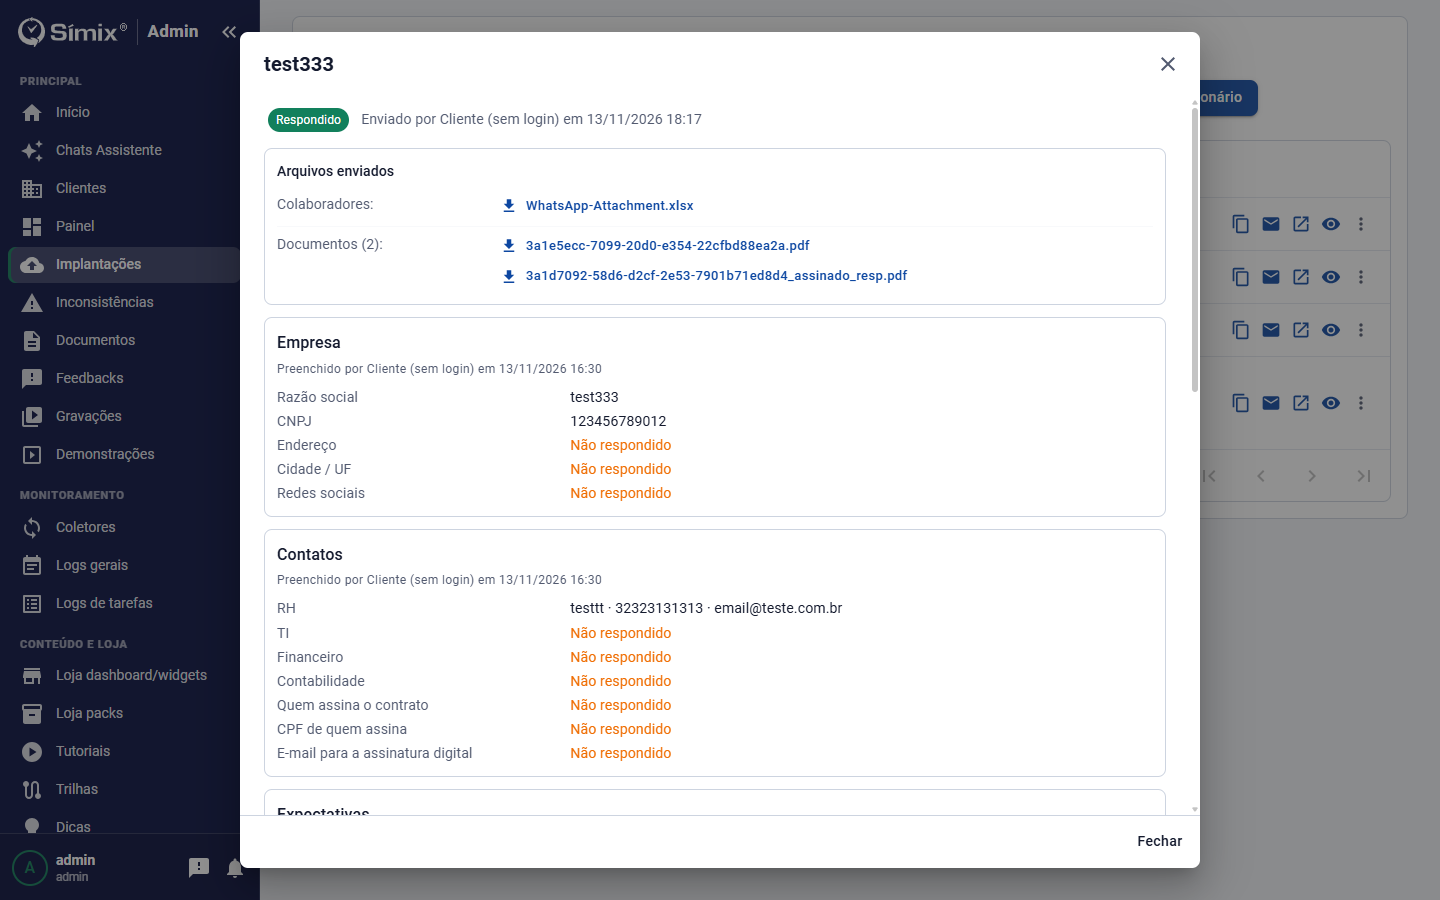 Símix® Admin
PRINCIPAL
Início
Chats Assistente
Clientes
Painel
Implantações
Inconsistências
Documentos
Feedbacks
Gravações
Demonstrações
MONITORAMENTO
Coletores
Logs gerais
Logs de tarefas
CONTEÚDO E LOJA
Loja dashboard/widgets
Loja packs
Tutoriais
Trilhas
Dicas
A
admin
admin
onário
test333
Respondido Enviado por Cliente (sem login) em 13/11/2026 18:17
Arquivos enviados
Colaboradores: WhatsApp-Attachment.xlsx
Documentos (2): 3a1e5ecc-7099-20d0-e354-22cfbd88ea2a.pdf
3a1d7092-58d6-d2cf-2e53-7901b71ed8d4_assinado_resp.pdf
Empresa
Preenchido por Cliente (sem login) em 13/11/2026 16:30
Razão social test333
CNPJ 123456789012
Endereço Não respondido
Cidade / UF Não respondido
Redes sociais Não respondido
Contatos
Preenchido por Cliente (sem login) em 13/11/2026 16:30
RH testtt · 32323131313 · email@teste.com.br
TI Não respondido
Financeiro Não respondido
Contabilidade Não respondido
Quem assina o contrato Não respondido
CPF de quem assina Não respondido
E-mail para a assinatura digital Não respondido
Expectativas
Fechar